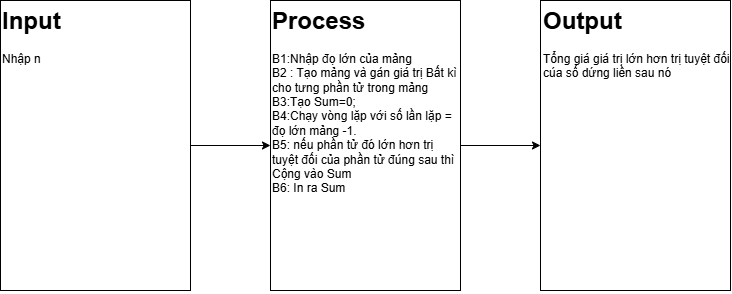 Input
Nhập n
Process
B1:Nhập đọ lớn của mảng
B2 : Tạo mảng và gán giá trị Bất kì
cho tưng phần tử trong mảng
B3:Tạo Sum=0;
B4:Chạy vòng lặp với số lần lặp =
đọ lớn mảng -1.
B5: nếu phần tử đó lớn hơn trị
tuyệt đối của phần tử đúng sau thì
Cộng vào Sum
B6: In ra Sum
Output
Tổng giá giá trị lớn hơn trị tuyệt đối
cúa số dứng liền sau nó